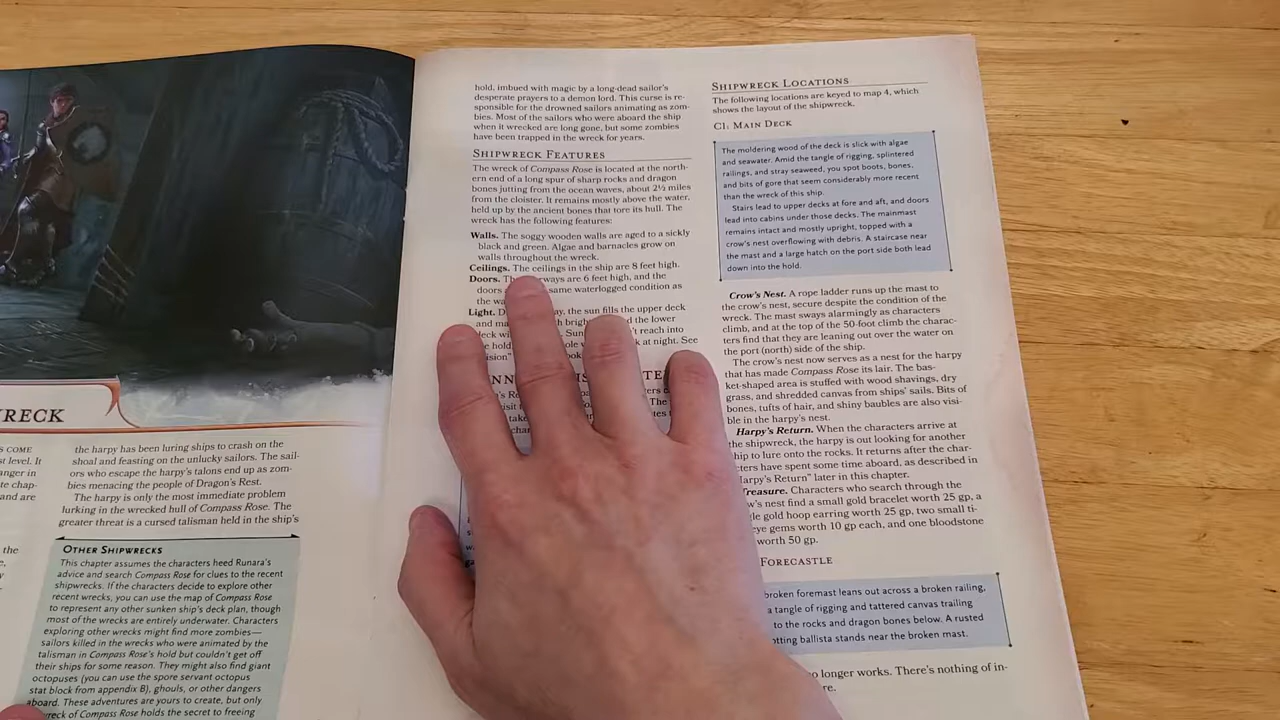 WRECK
S COME
st level. It
nger in
te chap-
and are
the
the harpy has been luring ships to crash on the
shoal and feasting on the unlucky sailors. The sail-
ors who escape the harpy's talons end up as zom-
bies menacing the people of Dragon's Rest.
The harpy is only the most immediate problem
lurking in the wrecked hull of Compass Rose. The
greater threat is a cursed talisman held in the ship's
OTHER SHIPWRECKS
This chapter assumes the characters heed Runara's
advice and search Compass Rose for clues to the recent
shipwrecks. If the characters decide to explore other
recent wrecks, you can use the map of Compass Rose
to represent any other sunken ship's deck plan, though
most of the wrecks are entirely underwater. Characters
exploring other wrecks might find more zombies—
sailors killed in the wrecks who were animated by the
talisman in Compass Rose's hold but couldn't get off
their ships for some reason. They might also find giant
octopuses (you can use the spore servant octopus
stat block from appendix B), ghouls, or other dangers
aboard. These adventures are yours to create, but only
wreck of Compass Rose holds the secret to freeing
hold, imbued with magic by a long-dead sailor's
desperate prayers to a demon lord. This curse is re-
sponsible for the drowned sailors animating as zom-
bies. Most of the sailors who were aboard the ship
when it wrecked are long gone, but some zombies
have been trapped in the wreck for years.
SHIPWRECK FEATURES
The wreck of Compass Rose is located at the north-
ern end of a long spur of sharp rocks and dragon
bones jutting from the ocean waves, about 2½ miles
from the cloister. It remains mostly above the water,
held up by the ancient bones that tore its hull. The
wreck has the following features:
Walls. The soggy wooden walls are aged to a sickly
black and green. Algae and barnacles grow on
walls throughout the wreck.
Ceilings. The ceilings in the ship are 8 feet high.
Doors. The ways are 6 feet high, and the
doors same waterlogged condition as
the wa
Light. D ay, the sun fills the upper deck
and ma h brigh d the lower
deck wi Sun t reach into
e hold ole k at night. See
ision" ook
SHIPWRECK LOCATIONS
The following locations are keyed to map 4, which
shows the layout of the shipwreck.
C1: MAIN DECK
The moldering wood of the deck is slick with algae
and seawater. Amid the tangle of rigging, splintered
railings, and stray seaweed, you spot boots, bones,
and bits of gore that seem considerably more recent
than the wreck of this ship.
Stairs lead to upper decks at fore and aft, and doors
lead into cabins under those decks. The mainmast
remains intact and mostly upright, topped with a
crow's nest overflowing with debris. A staircase near
the mast and a large hatch on the port side both lead
down into the hold.
Crow's Nest. A rope ladder runs up the mast to
the crow's nest, secure despite the condition of the
wreck. The mast sways alarmingly as characters
climb, and at the top of the 50-foot climb the charac-
ters find that they are leaning out over the water on
the port (north) side of the ship.
The crow's nest now serves as a nest for the harpy
that has made Compass Rose its lair. The bas-
ket-shaped area is stuffed with wood shavings, dry
grass, and shredded canvas from ships' sails. Bits of
bones, tufts of hair, and shiny baubles are also visi-
ble in the harpy's nest.
Harpy's Return. When the characters arrive at
the shipwreck, the harpy is out looking for another
ship to lure onto the rocks. It returns after the char-
cters have spent some time aboard, as described in
Harpy's Return" later in this chapter.
Treasure. Characters who search through the
ow's nest find a small gold bracelet worth 25 gp, a
gle gold hoop earring worth 25 gp, two small ti-
eye gems worth 10 gp each, and one bloodstone
worth 50 gp.
FORECASTLE
broken foremast leans out across a broken railing,
a tangle of rigging and tattered canvas trailing
to the rocks and dragon bones below. A rusted
otting ballista stands near the broken mast.
o longer works. There's nothing of in-
re.